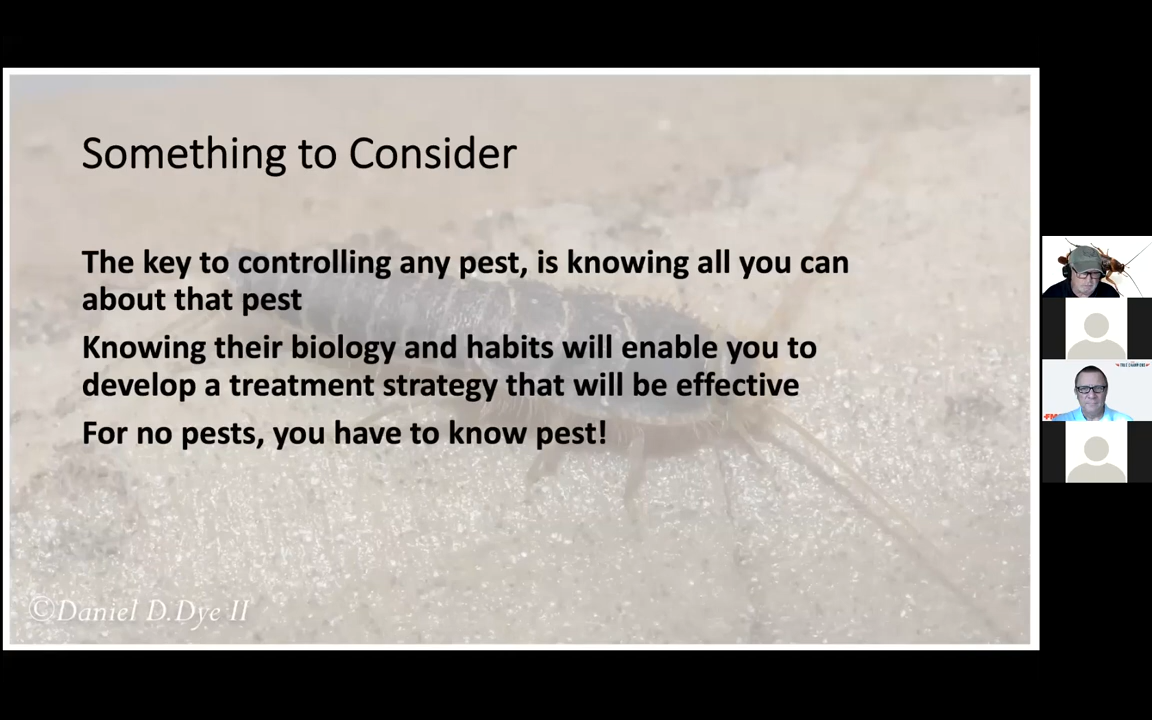 Something to Consider
The key to controlling any pest, is knowing all you can
about that pest
Knowing their biology and habits will enable you to
develop a treatment strategy that will be effective
For no pests, you have to know pest!
©Daniel D.Dye II